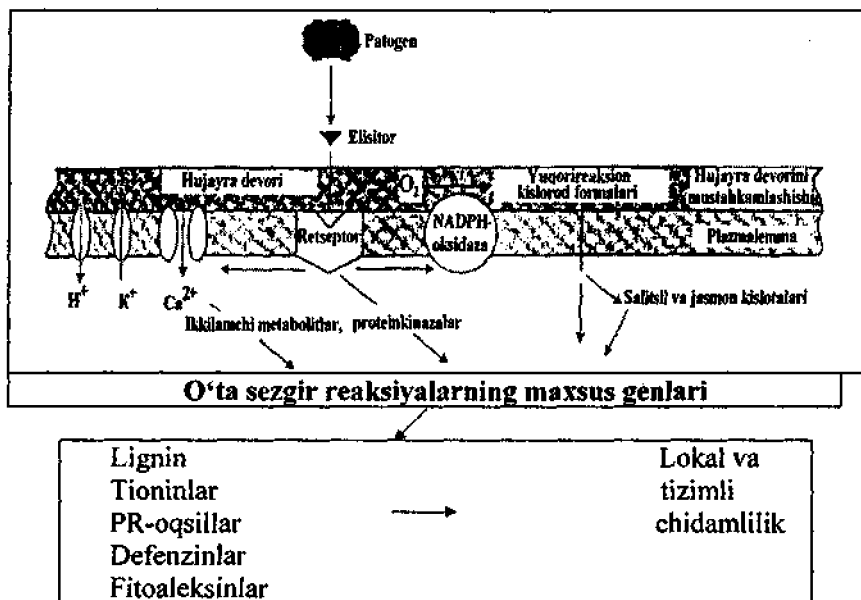 Patogen
Elisitor
Hujayra devori
O₂
Yuqorireaksion
kislorod formalari
Hujayra devorini
mustahkamlashishi
Retseptor
NADPH-
oksidaza
Plazmalemma
H⁺
K⁺
Ca²⁺
Ikkilamchi metabolitlar, proteinkinazalar
Salitsil va jasmon kislotalari
O‘ta sezgir reaksiyalarning maxsus genlari
Lignin
Tioninlar
PR-oqsillar
Defenzinlar
Fitoaleksinlar
Lokal va
tizimli
chidamlilik